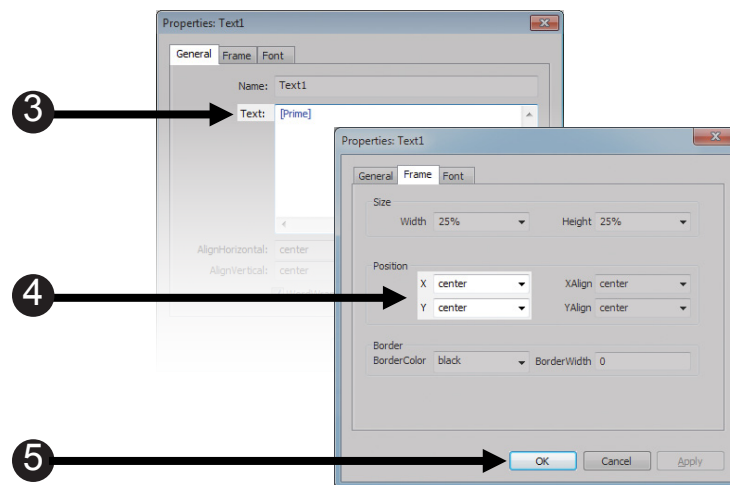 Properties: Text1
General Frame Font
Name: Text1
3
Text: [Prime]
Properties: Text1
General Frame Font
Size
Width 25% Height 25%
AlignHorizontal: center
Position
AlignVertical: center
X center XAlign center
4
Y center YAlign center
Border
BorderColor black BorderWidth 0
5
OK Cancel Apply